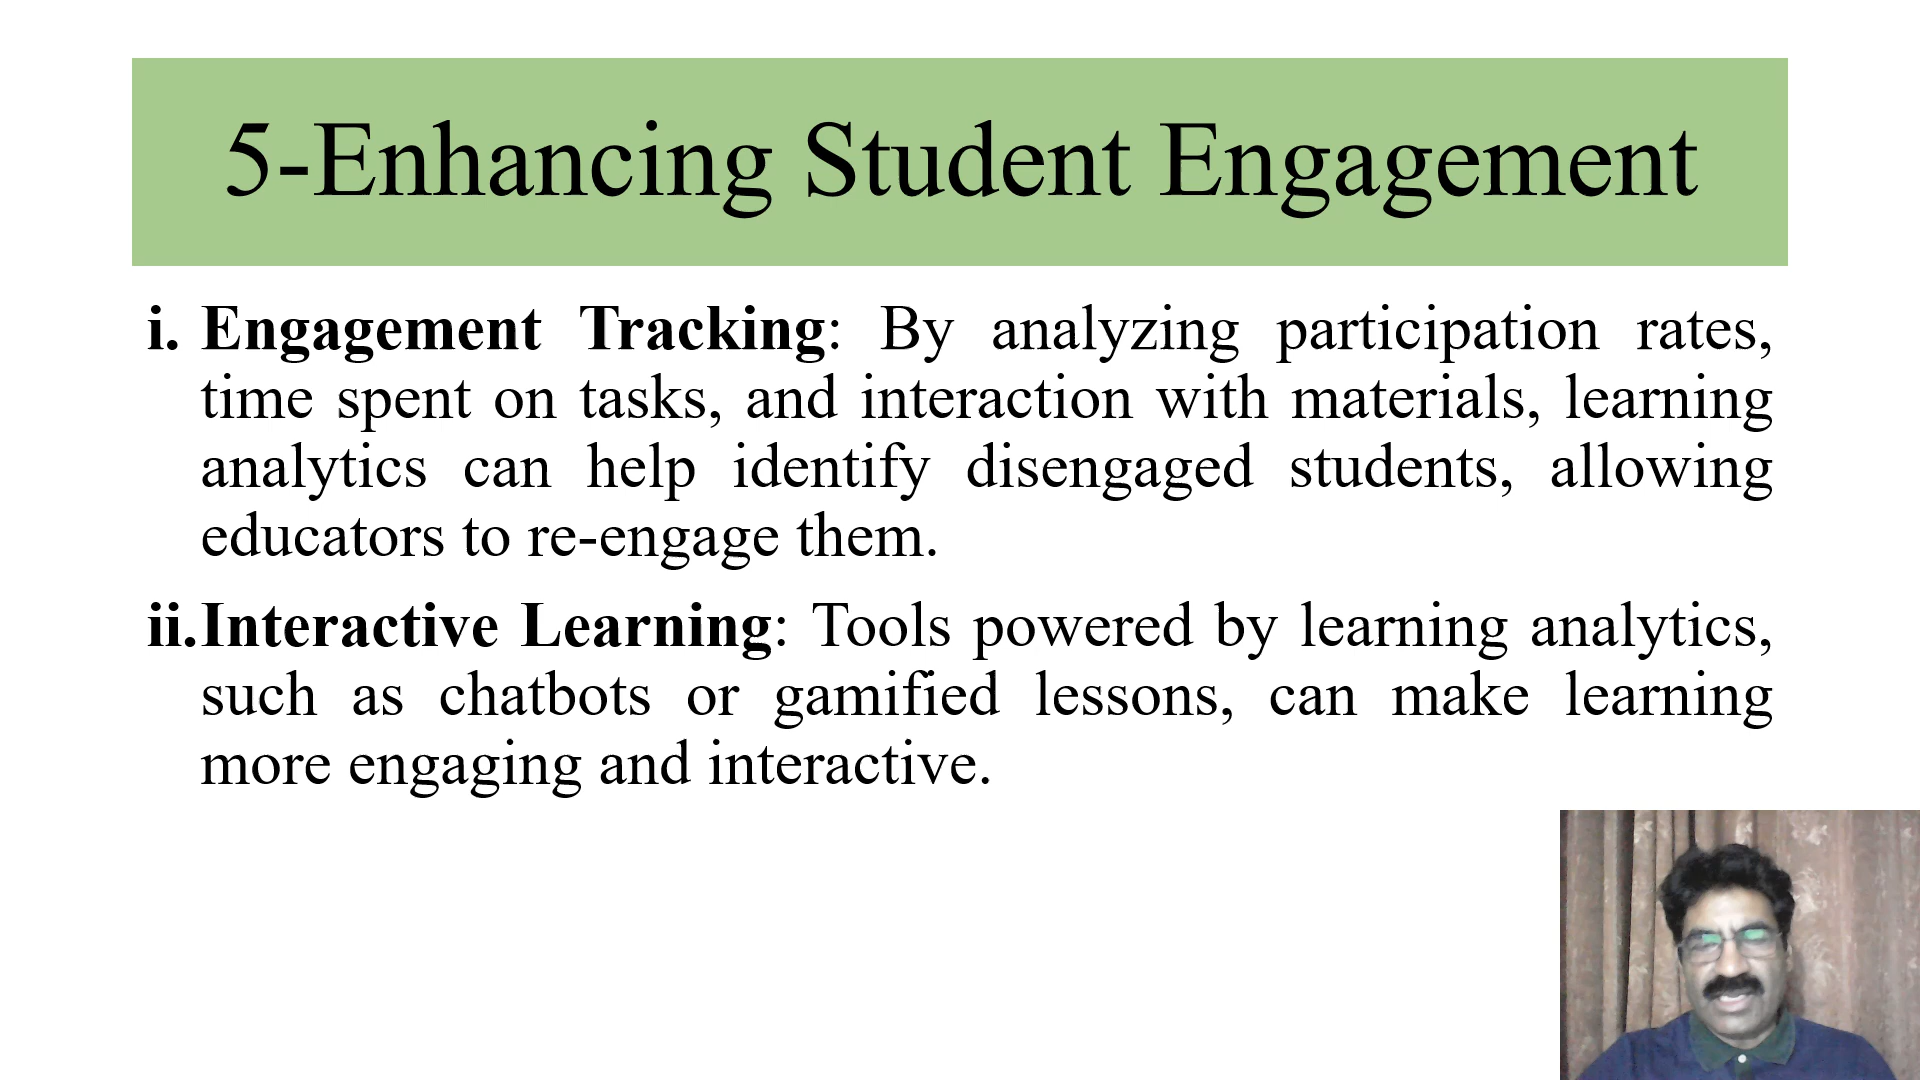 5-Enhancing Student Engagement
i. Engagement Tracking: By analyzing participation rates,
time spent on tasks, and interaction with materials, learning
analytics can help identify disengaged students, allowing
educators to re-engage them.
ii.Interactive Learning: Tools powered by learning analytics,
such as chatbots or gamified lessons, can make learning
more engaging and interactive.